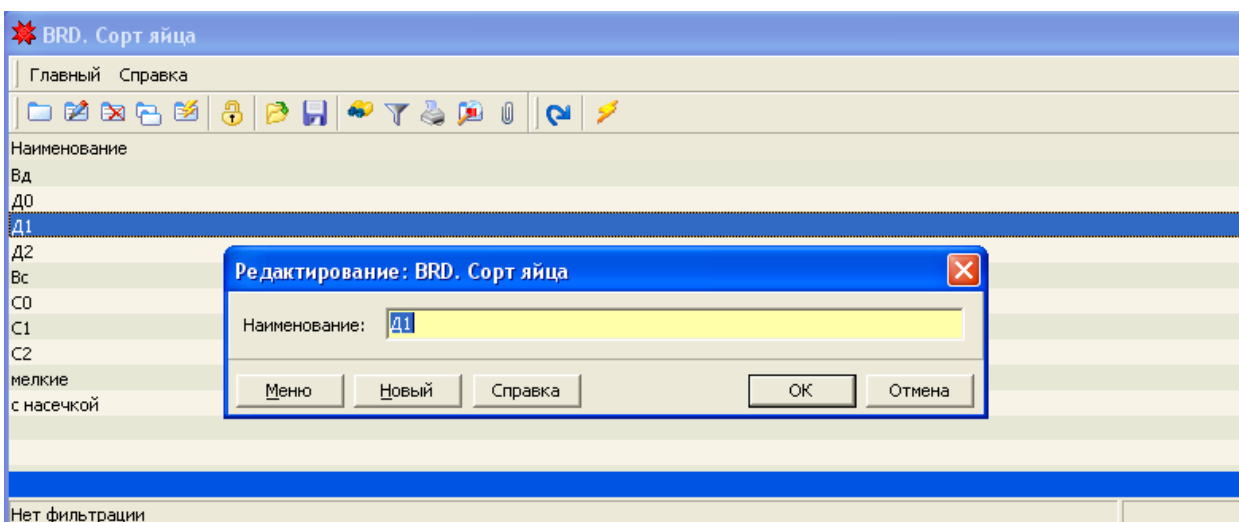 BRD. Сорт яйца
Главный Справка
Наименование
Вд
Д0
Д1
Д2
Вс
С0
С1
С2
мелкие
с насечкой
Редактирование: BRD. Сорт яйца
Наименование: Д1
Меню Новый Справка ОК Отмена
Нет фильтрации